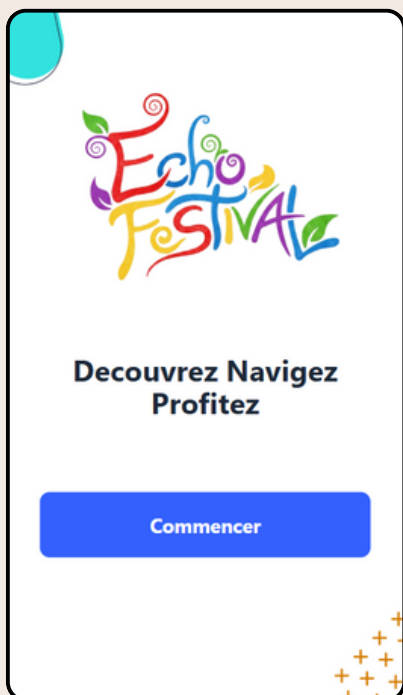 Echo
FeSTIVAL
Decouvrez Navigez
Profitez
Commencer